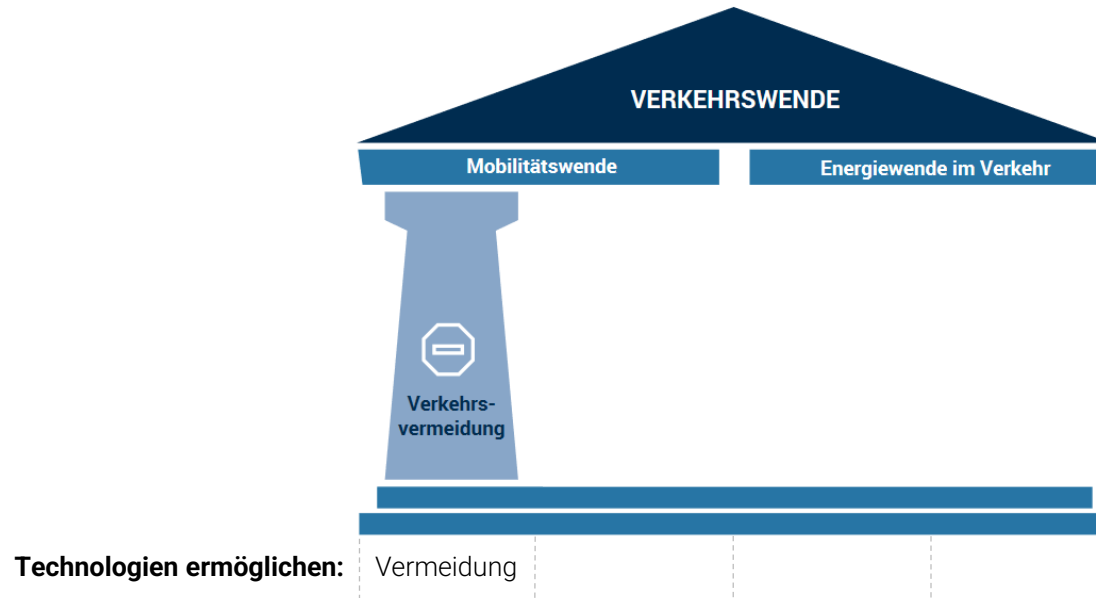 VERKEHRSWENDE
Mobilitätswende
Energiewende im Verkehr
Verkehrs-
vermeidung
Technologien ermöglichen:
Vermeidung